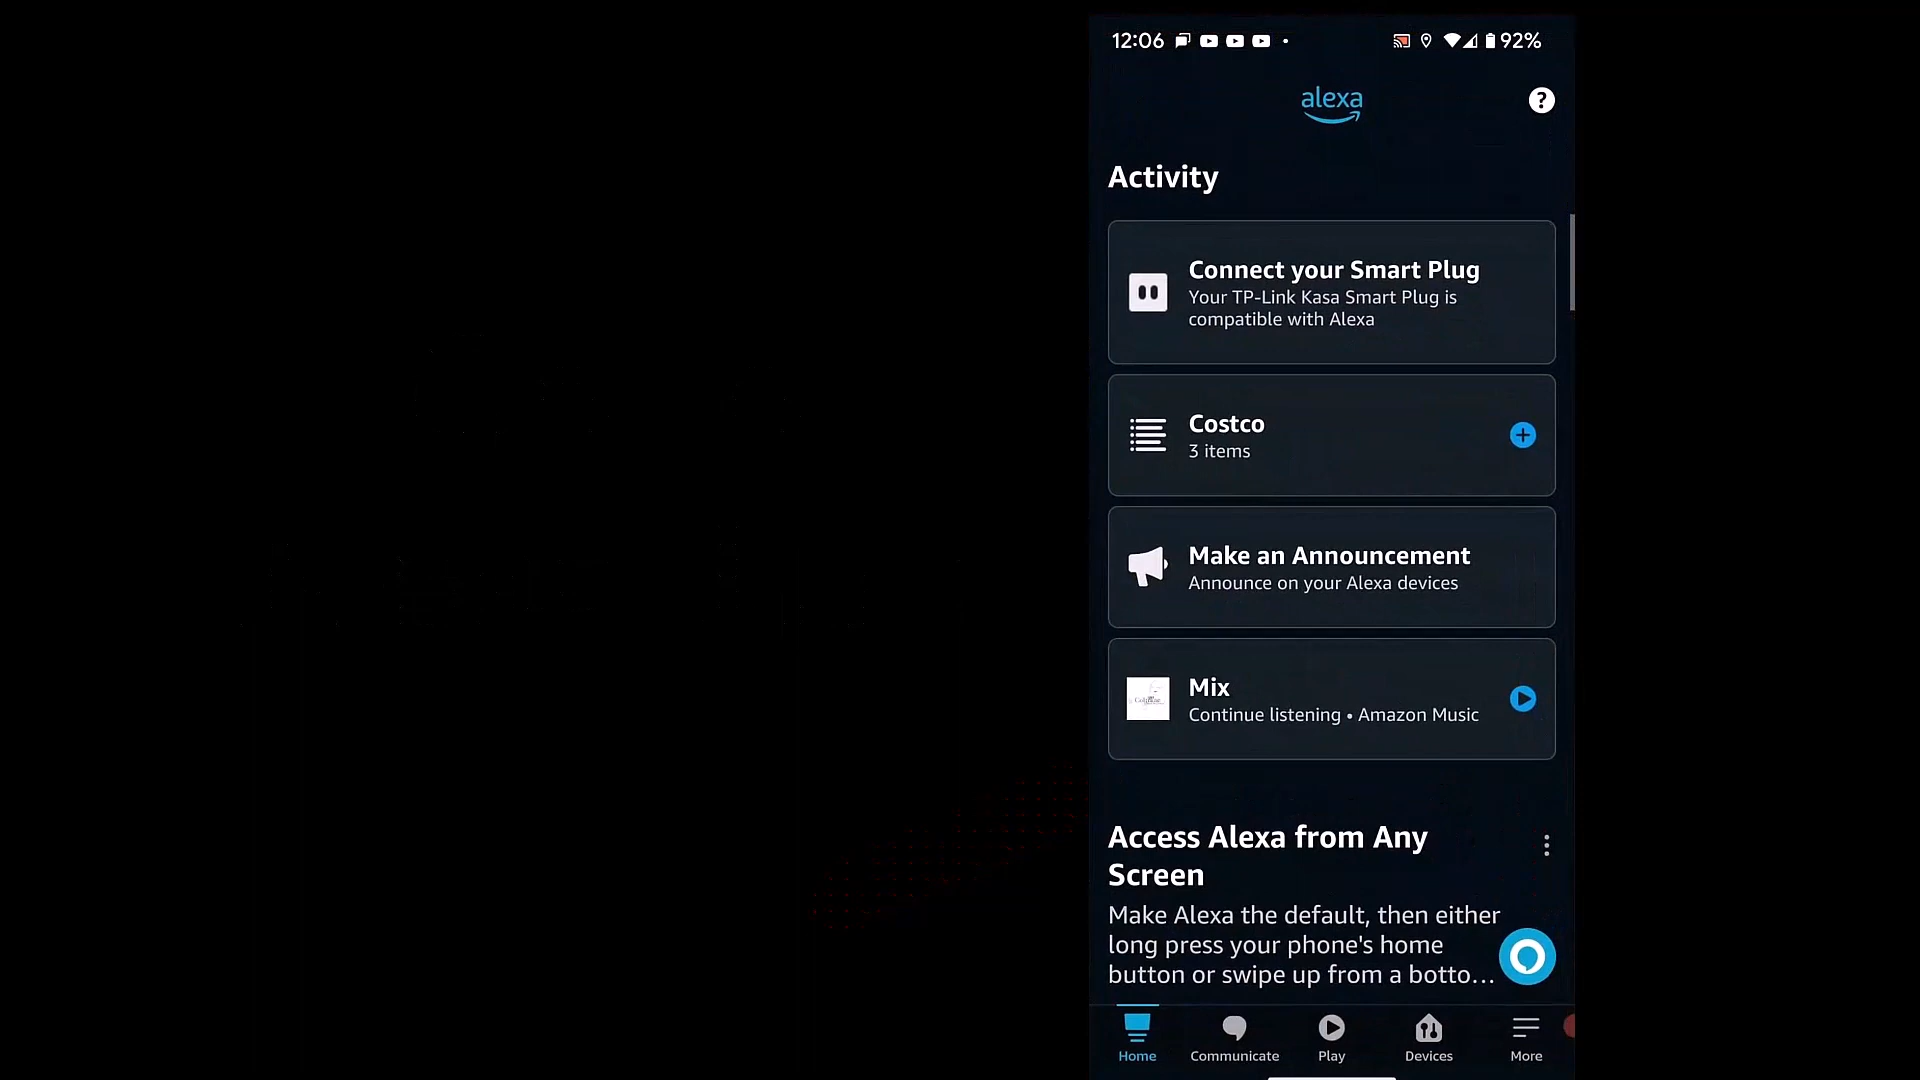 12:06
92%
alexa
?
Activity
Connect your Smart Plug
Your TP-Link Kasa Smart Plug is
compatible with Alexa
Costco
3 items
Make an Announcement
Announce on your Alexa devices
Mix
Continue listening • Amazon Music
Access Alexa from Any
Screen
Make Alexa the default, then either
long press your phone's home
button or swipe up from a botto...
Home
Communicate
Play
Devices
More